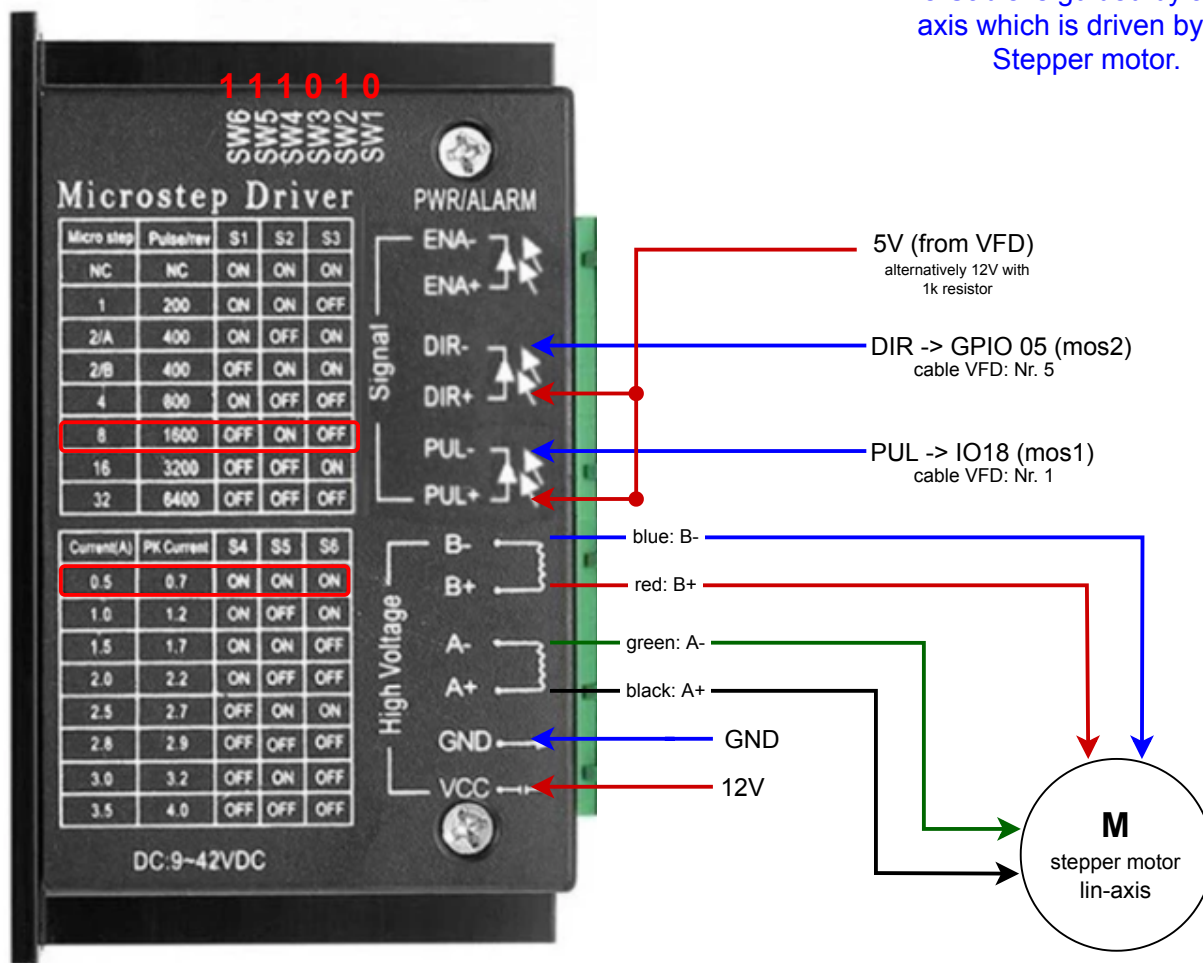 axis which is driven by
Stepper motor.
1 1 1 0 1 0
SW6
SW5
SW4
SW3
SW2
SW1
Microstep Driver
PWR/ALARM
Micro step Pulse/rev S1 S2 S3
NC NC ON ON ON
1 200 ON ON OFF
2/A 400 ON OFF ON
2/B 400 OFF ON ON
4 800 ON OFF OFF
8 1600 OFF ON OFF
16 3200 OFF OFF ON
32 6400 OFF OFF OFF
Current(A) PK Current S4 S5 S6
0.5 0.7 ON ON ON
1.0 1.2 ON OFF ON
1.5 1.7 ON ON OFF
2.0 2.2 ON OFF OFF
2.5 2.7 OFF ON ON
2.8 2.9 OFF OFF ON
3.0 3.2 OFF ON OFF
3.5 4.0 OFF OFF OFF
DC:9~42VDC
Signal
ENA-
ENA+
DIR-
DIR+
PUL-
PUL+
High Voltage
B-
B+
A-
A+
GND
VCC
5V (from VFD)
alternatively 12V with
1k resistor
DIR -> GPIO 05 (mos2)
cable VFD: Nr. 5
PUL -> IO18 (mos1)
cable VFD: Nr. 1
blue: B-
red: B+
green: A-
black: A+
GND
12V
M
stepper motor
lin-axis